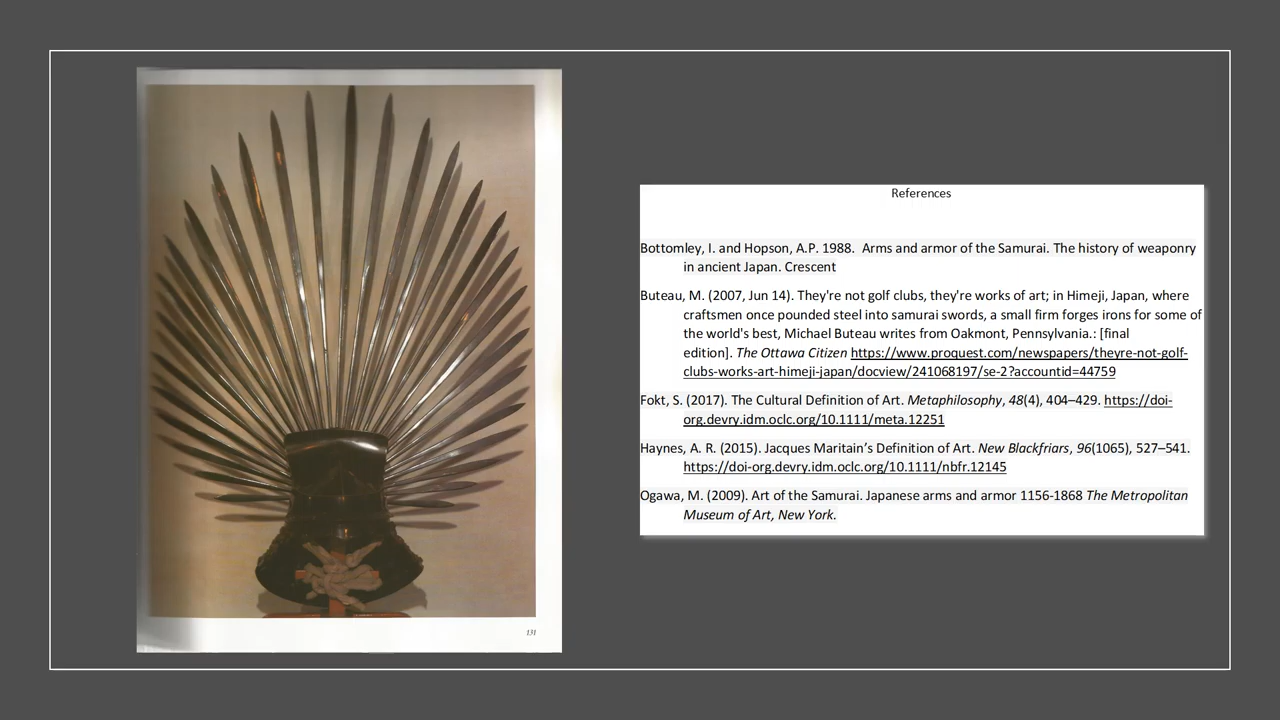 131
References
Bottomley, I. and Hopson, A.P. 1988.  Arms and armor of the Samurai. The history of weaponry
in ancient Japan. Crescent
Buteau, M. (2007, Jun 14). They're not golf clubs, they're works of art; in Himeji, Japan, where
craftsmen once pounded steel into samurai swords, a small firm forges irons for some of
the world's best, Michael Buteau writes from Oakmont, Pennsylvania.: [final
edition]. The Ottawa Citizen https://www.proquest.com/newspapers/theyre-not-golf-
clubs-works-art-himeji-japan/docview/241068197/se-2?accountid=44759
Fokt, S. (2017). The Cultural Definition of Art. Metaphilosophy, 48(4), 404–429. https://doi-
org.devry.idm.oclc.org/10.1111/meta.12251
Haynes, A. R. (2015). Jacques Maritain’s Definition of Art. New Blackfriars, 96(1065), 527–541.
https://doi-org.devry.idm.oclc.org/10.1111/nbfr.12145
Ogawa, M. (2009). Art of the Samurai. Japanese arms and armor 1156-1868 The Metropolitan
Museum of Art, New York.